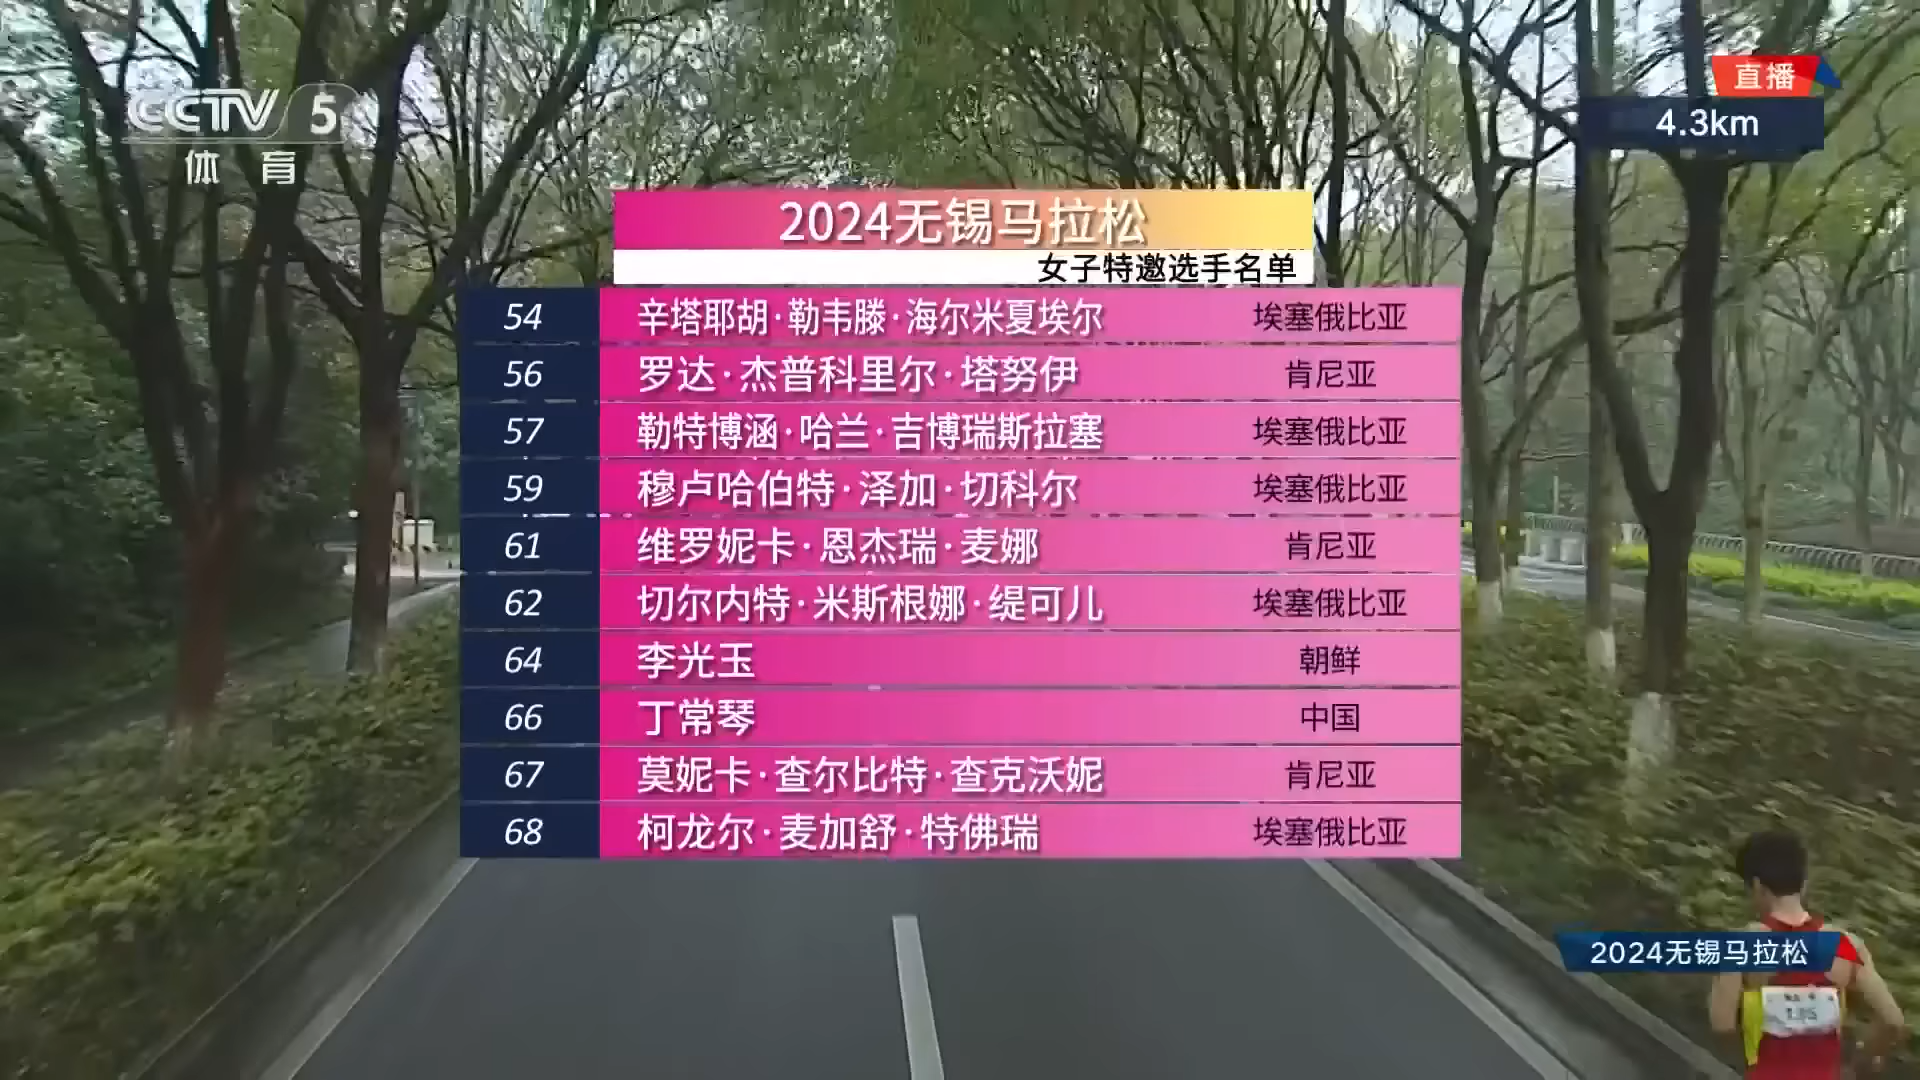 CCTV 5
体育
直播
4.3km
2024无锡马拉松
女子特邀选手名单
54 辛塔耶胡·勒韦滕·海尔米夏埃尔 埃塞俄比亚
56 罗达·杰普科里尔·塔努伊 肯尼亚
57 勒特博涵·哈兰·吉博瑞斯拉塞 埃塞俄比亚
59 穆卢哈伯特·泽加·切科尔 埃塞俄比亚
61 维罗妮卡·恩杰瑞·麦娜 肯尼亚
62 切尔内特·米斯根娜·缇可儿 埃塞俄比亚
64 李光玉 朝鲜
66 丁常琴 中国
67 莫妮卡·查尔比特·查克沃妮 肯尼亚
68 柯龙尔·麦加舒·特佛瑞 埃塞俄比亚
2024无锡马拉松